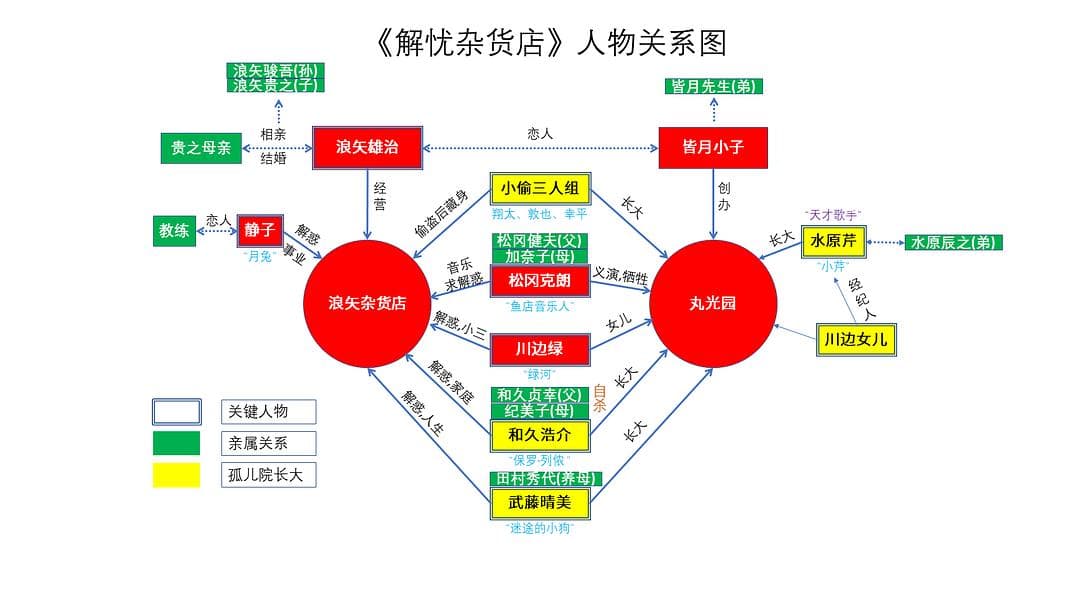 《解忧杂货店》人物关系图
浪矢骏吾(孙)
浪矢贵之(子)
皆月先生(弟)
贵之母亲
相亲
结婚
浪矢雄治
恋人
皆月小子
经营
偷盗后藏身
小偷三人组
翔太、敦也、幸平
长大
创办
“天才歌手”
教练
恋人
静子
“月兔”
解惑
事业
松冈健夫(父)
加奈子(母)
长大
水原芹
“小芹”
水原辰之(弟)
浪矢杂货店
音乐
求解惑
松冈克朗
“鱼店音乐人”
义演,牺牲
丸光园
经纪人
解惑,小三
川边绿
“绿河”
女儿
川边女儿
解惑,家庭
和久贞幸(父)
纪美子(母)
自杀
长大
和久浩介
“保罗·列侬”
解惑,人生
田村秀代(养母)
武藤晴美
“迷途的小狗”
长大
关键人物
亲属关系
孤儿院长大